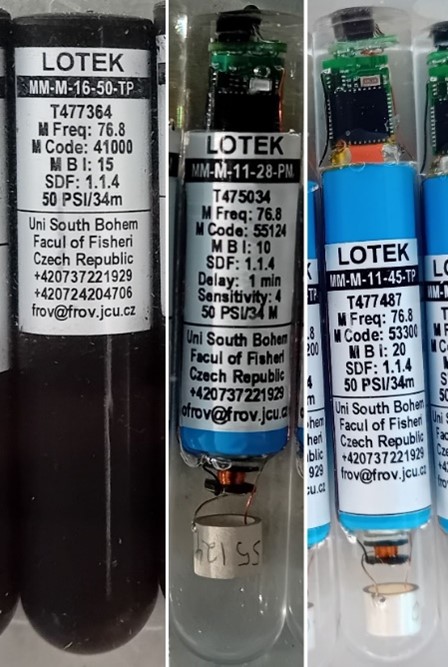 LOTEK
MM-M-16-50-TP
T477364
M Freq: 76.8
M Code: 41000
M B I: 15
SDF: 1.1.4
50 PSI/34m
Uni South Bohem
Facul of Fisheri
Czech Republic
+420737221929
+420724204706
frov@frov.jcu.cz
LOTEK
MM-M-11-28-PM
T475034
M Freq: 76.8
M Code: 55124
M B I: 10
SDF: 1.1.4
Delay: 1 min
Sensitivity: 4
50 PSI/34 M
Uni South Bohem
Facul of Fisheri
Czech Republic
+420737221929
frov@frov.jcu.cz
55124
LOTEK
MM-M-11-45-TP
T477487
M Freq: 76.8
M Code: 53300
M B I: 20
SDF: 1.1.4
50 PSI/34m
Uni South Bohem
Facul of Fisheri
Czech Republic
+420737221929
frov@frov.jcu.cz